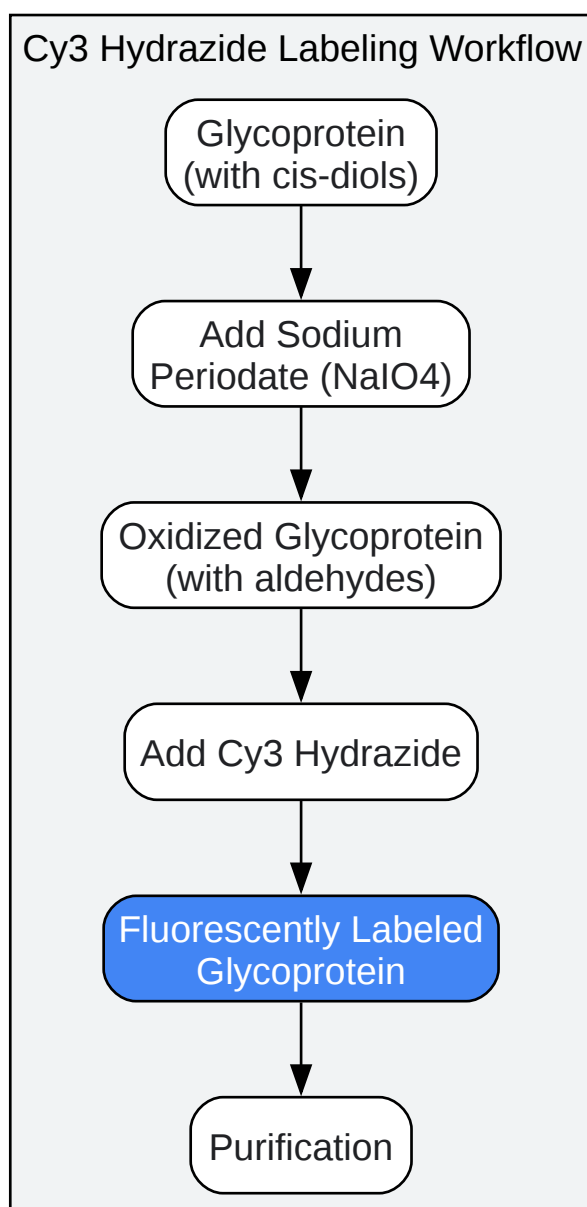 Cy3 Hydrazide Labeling Workflow
Glycoprotein
(with cis-diols)
Add Sodium
Periodate (NaIO4)
Oxidized Glycoprotein
(with aldehydes)
Add Cy3 Hydrazide
Fluorescently Labeled
Glycoprotein
Purification